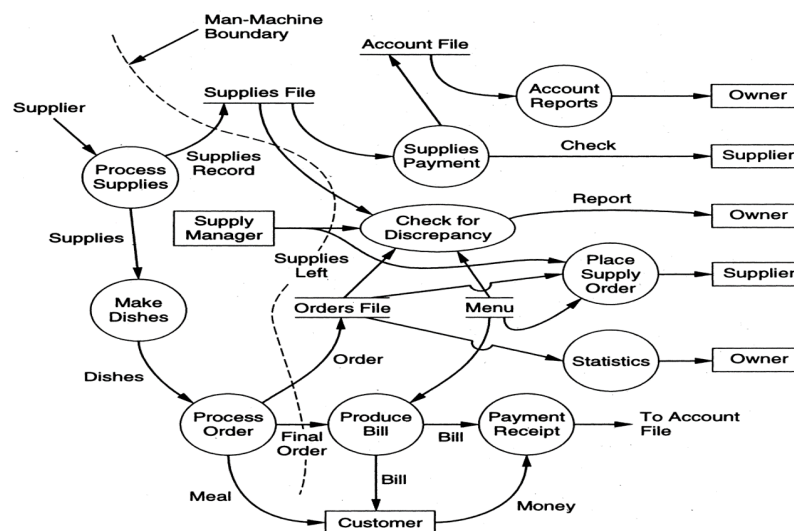 Man-Machine
Boundary
Account File
Supplies File
Account
Reports
Owner
Supplier
Supplies
Payment
Check
Supplier
Process
Supplies
Supplies
Record
Report
Supply
Manager
Check for
Discrepancy
Owner
Supplies
Supplies
Left
Place
Supply
Order
Supplier
Make
Dishes
Orders File
Menu
Order
Statistics
Owner
Dishes
Process
Order
Final
Order
Produce
Bill
Bill
Payment
Receipt
To Account
File
Meal
Bill
Money
Customer